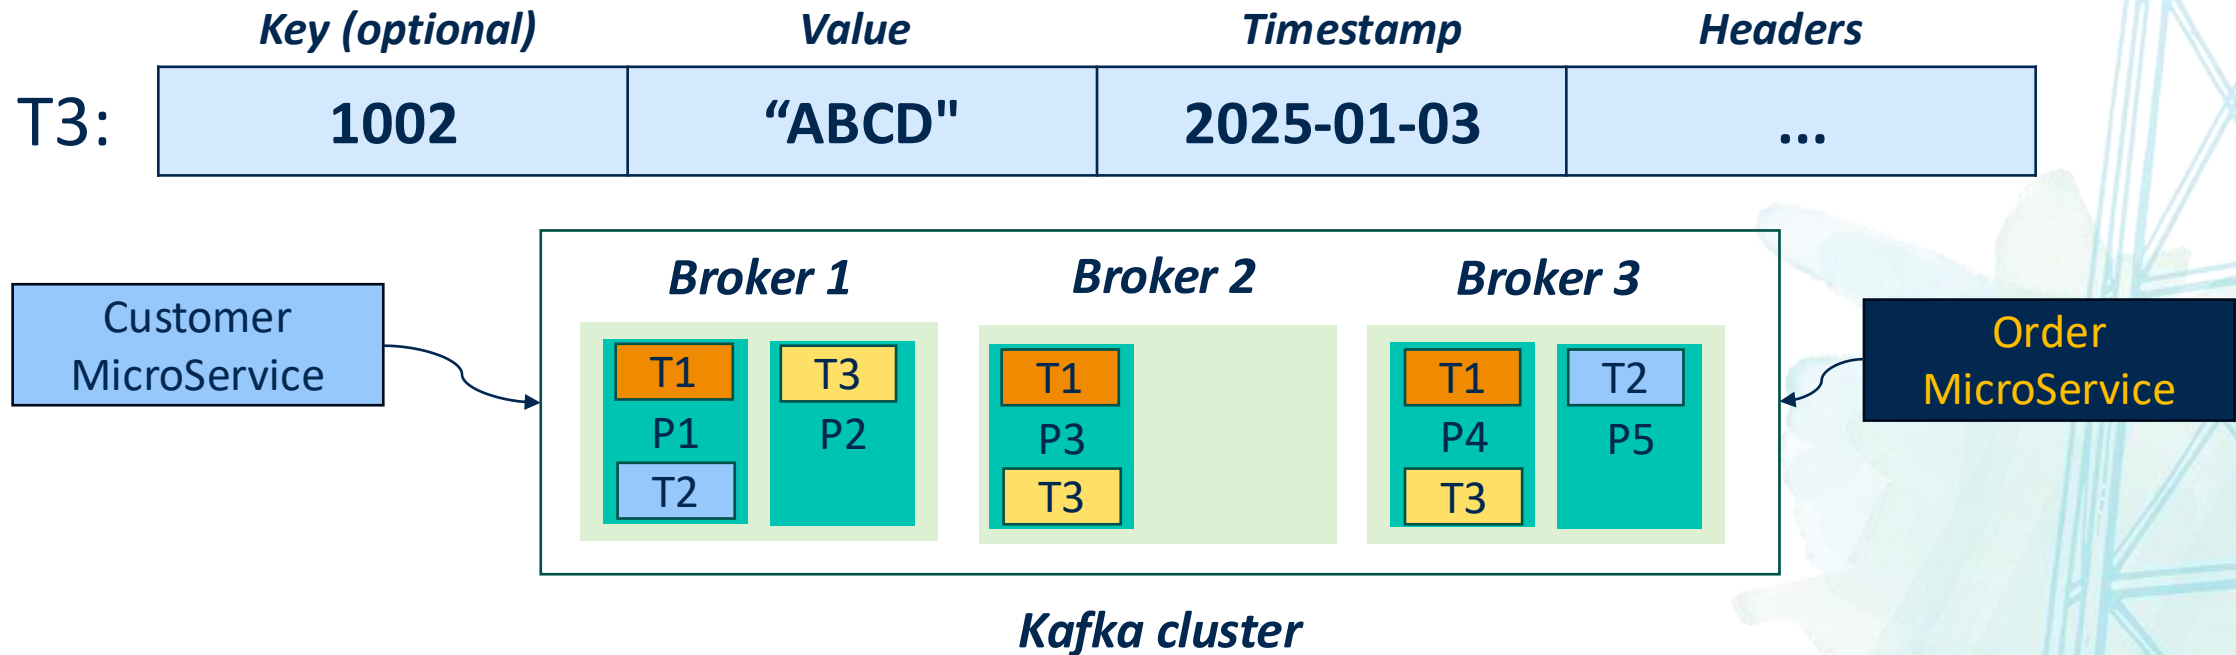 Key (optional) Value Timestamp Headers
T3: 1002 “ABCD" 2025-01-03 ...
Broker 1 Broker 2 Broker 3
Customer
MicroService
T1 T3 T1 T1 T2
P1 P2 P3 P4 P5
T2 T3 T3
Order
MicroService
Kafka cluster